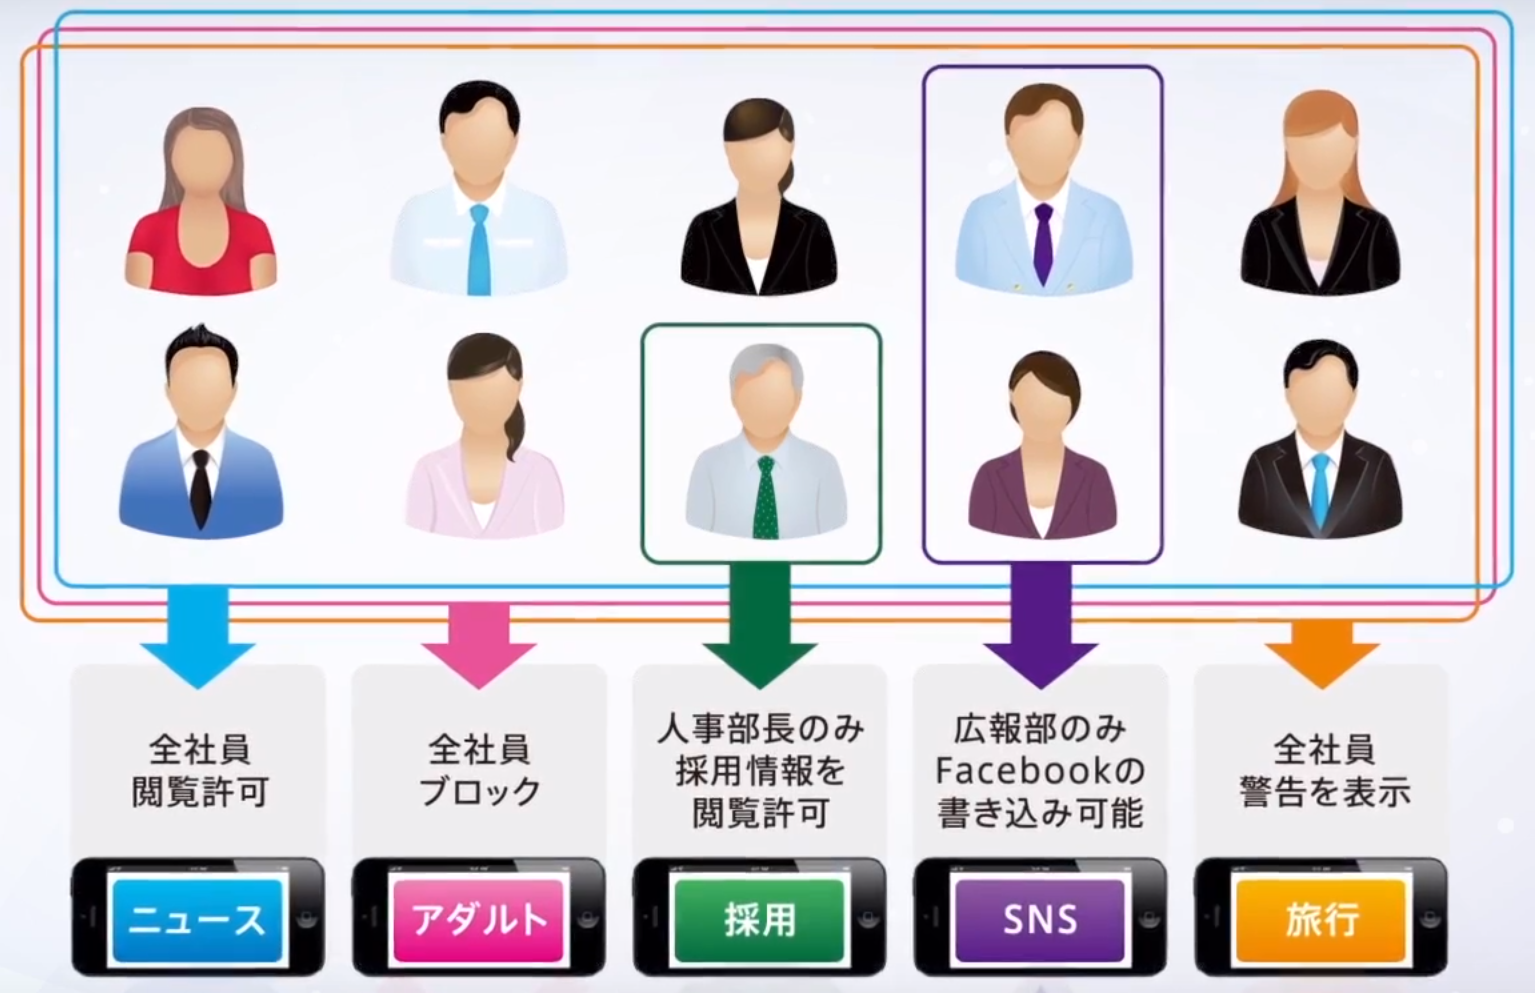 全社員
閲覧許可
全社員
ブロック
人事部長のみ
採用情報を
閲覧許可
広報部のみ
Facebookの
書き込み可能
全社員
警告を表示
ニュース
アダルト
採用
SNS
旅行